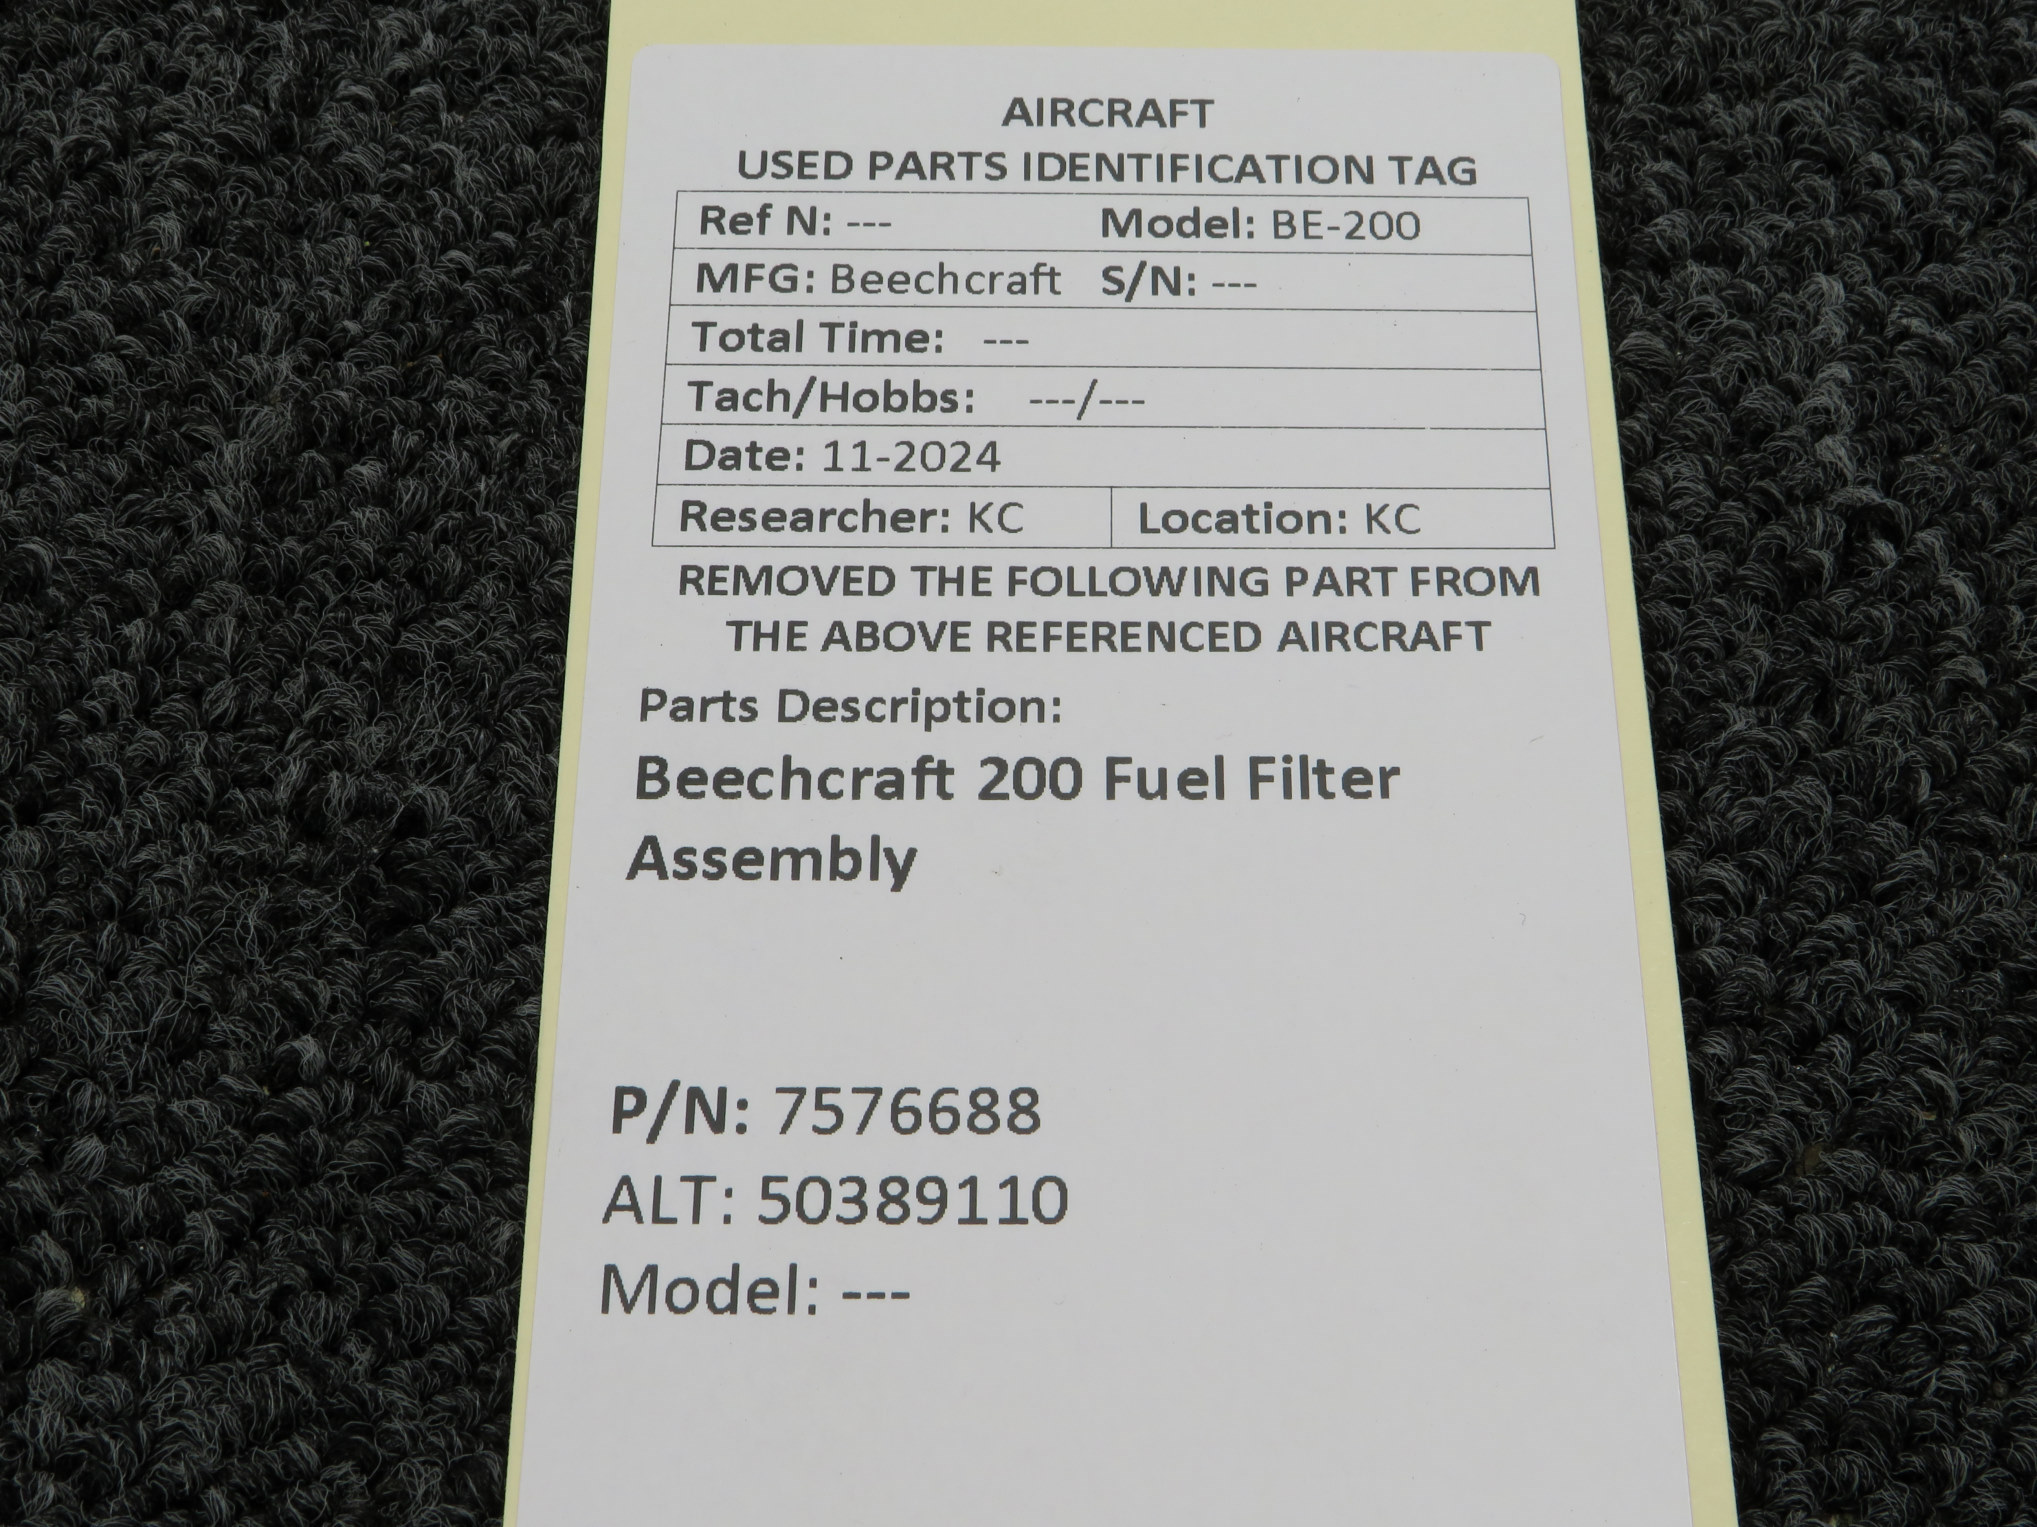 AIRCRAFT
USED PARTS IDENTIFICATION TAG
Ref N: --- Model: BE-200
MFG: Beechcraft S/N: ---
Total Time: ---
Tach/Hobbs: ---/---
Date: 11-2024
Researcher: KC Location: KC
REMOVED THE FOLLOWING PART FROM
THE ABOVE REFERENCED AIRCRAFT
Parts Description:
Beechcraft 200 Fuel Filter
Assembly
P/N: 7576688
ALT: 50389110
Model: ---